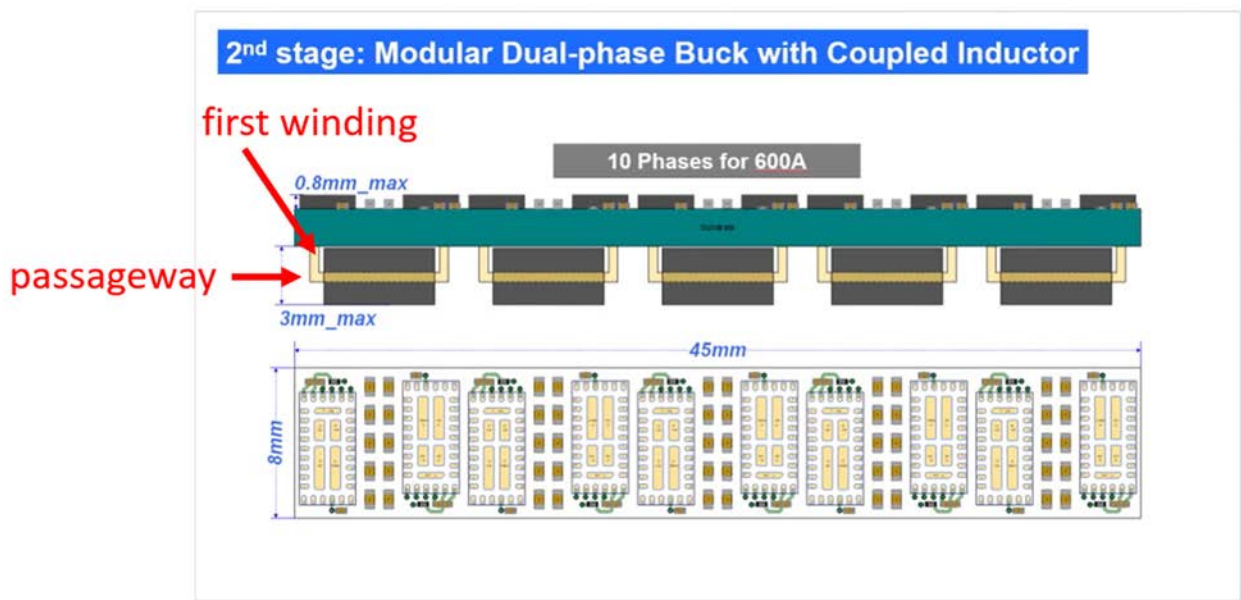 2nd stage: Modular Dual-phase Buck with Coupled Inductor
first winding
10 Phases for 600A
0.8mm_max
passageway
3mm_max
45mm
8mm